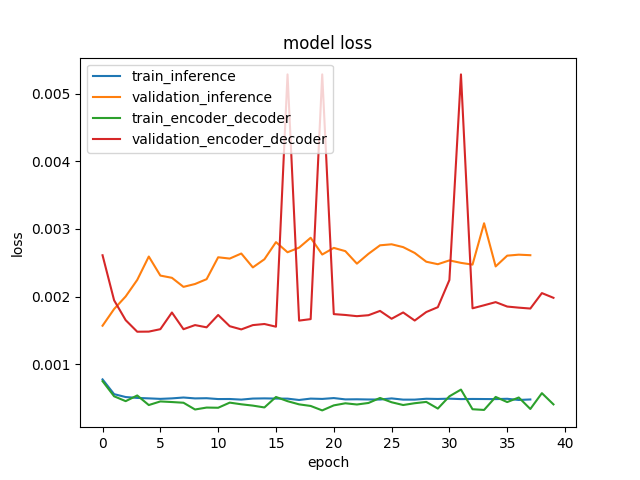 model loss
train_inference
validation_inference
train_encoder_decoder
validation_encoder_decoder
0.005
0.004
0.003
0.002
0.001
loss
0 5 10 15 20 25 30 35 40
epoch